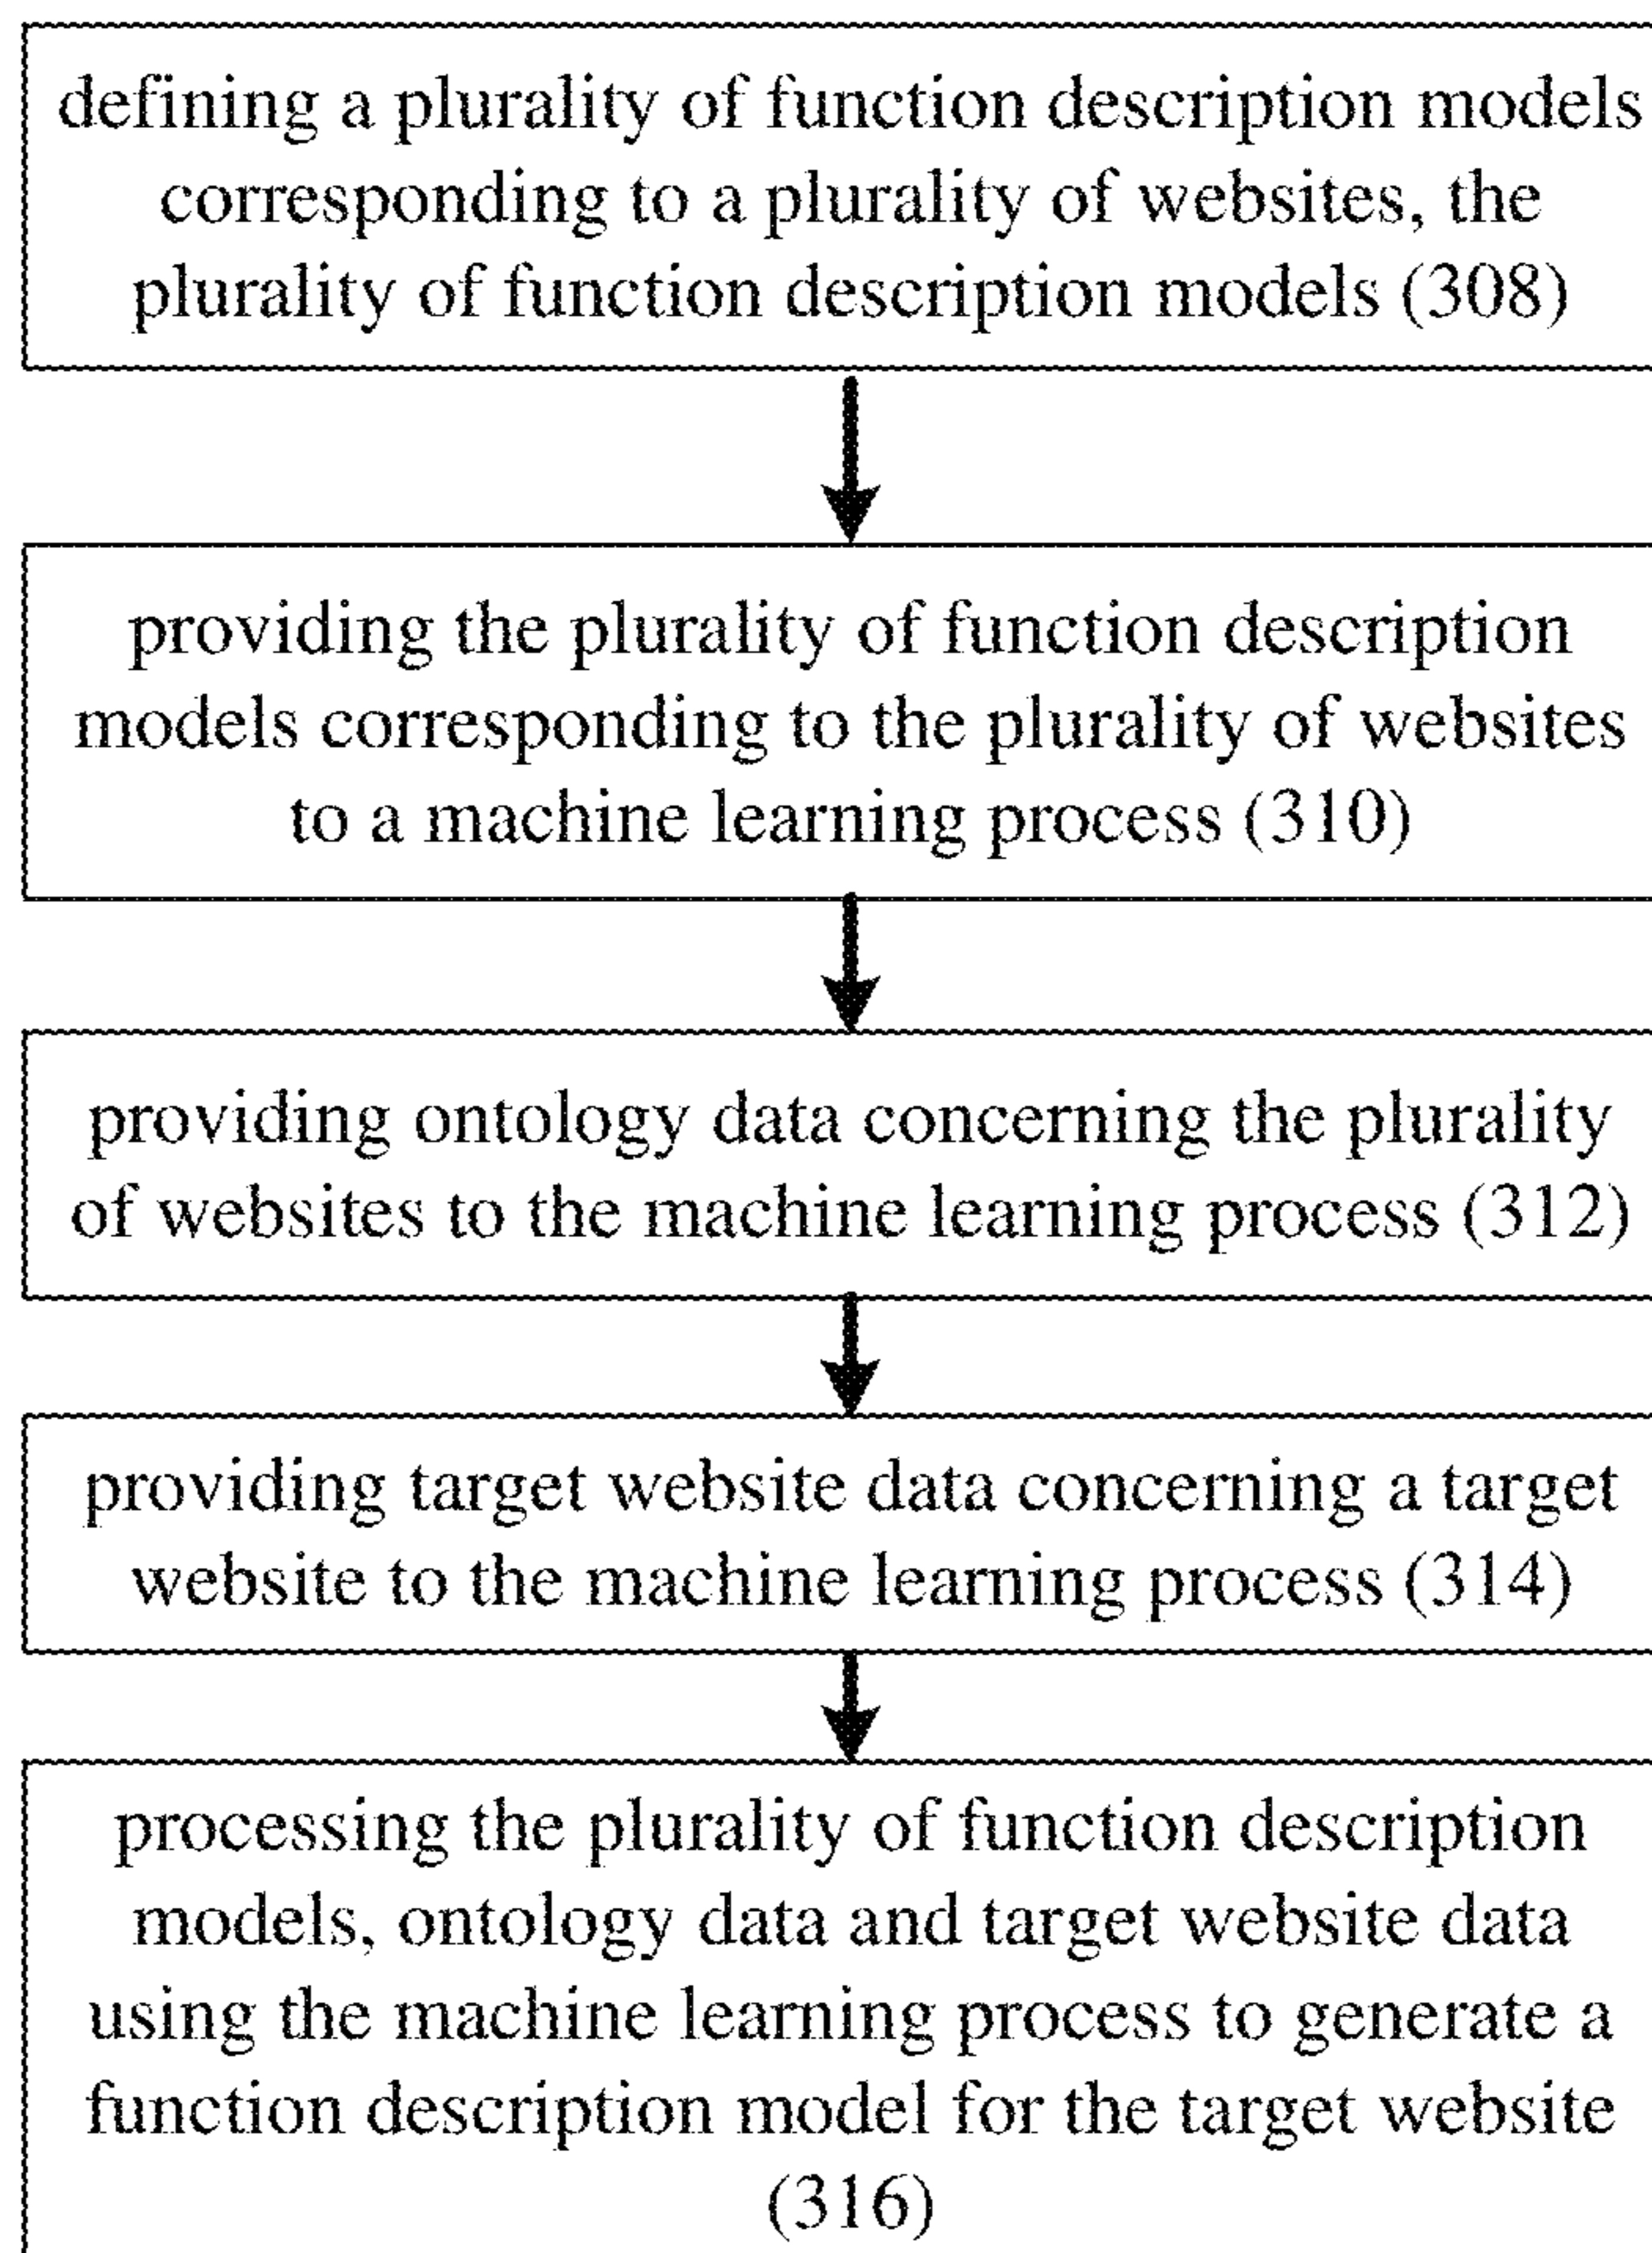 defining a plurality of function description models
corresponding to a plurality of websites, the
plurality of function description models (308)
providing the plurality of function description
models corresponding to the plurality of websites
to a machine learning process (310)
providing ontology data concerning the plurality
of websites to the machine learning process (312)
providing target website data concerning a target
website to the machine learning process (314)
processing the plurality of function description
models, ontology data and target website data
using the machine learning process to generate a
function description model for the target website
(316)